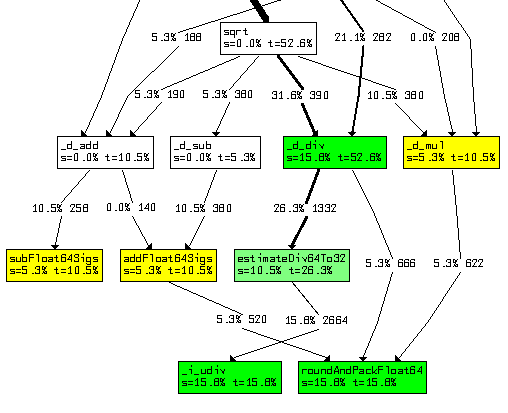 sqrt
s=0.0% t=52.6%
5.3% 188
21.1% 282
0.0% 208
5.3% 190
5.3% 380
31.6% 390
10.5% 380
_d_add
s=0.0% t=10.5%
_d_sub
s=0.0% t=5.3%
_d_div
s=15.8% t=52.6%
_d_mul
s=5.3% t=10.5%
10.5% 258
0.0% 140
10.5% 380
26.3% 1332
5.3% 666
5.3% 622
subFloat64Sigs
s=5.3% t=10.5%
addFloat64Sigs
s=5.3% t=10.5%
estimateDiv64To32
s=10.5% t=26.3%
5.3% 520
15.8% 2664
_i_udiv
s=15.8% t=15.8%
roundAndPackFloat64
s=15.8% t=15.8%